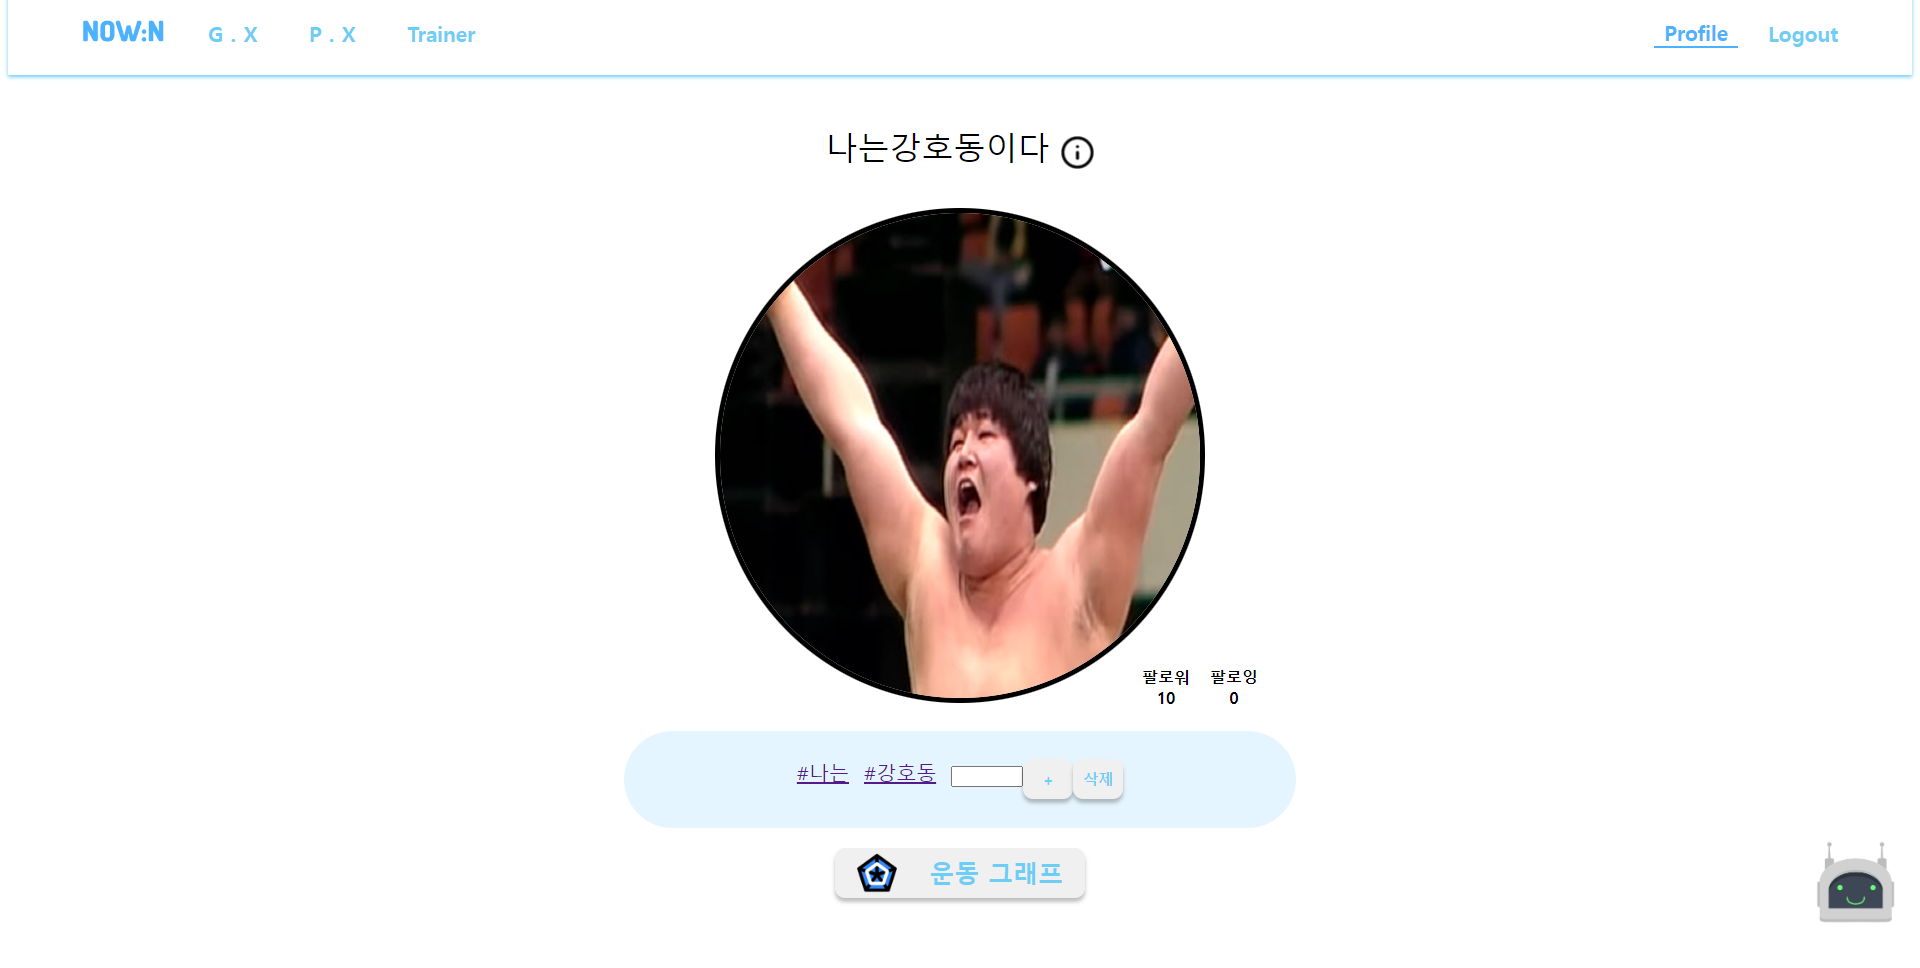 NOW:N G . X P . X Trainer Profile Logout
나는강호동이다
팔로워 팔로잉
10 0
#나는 #강호동 + 삭제
운동 그래프